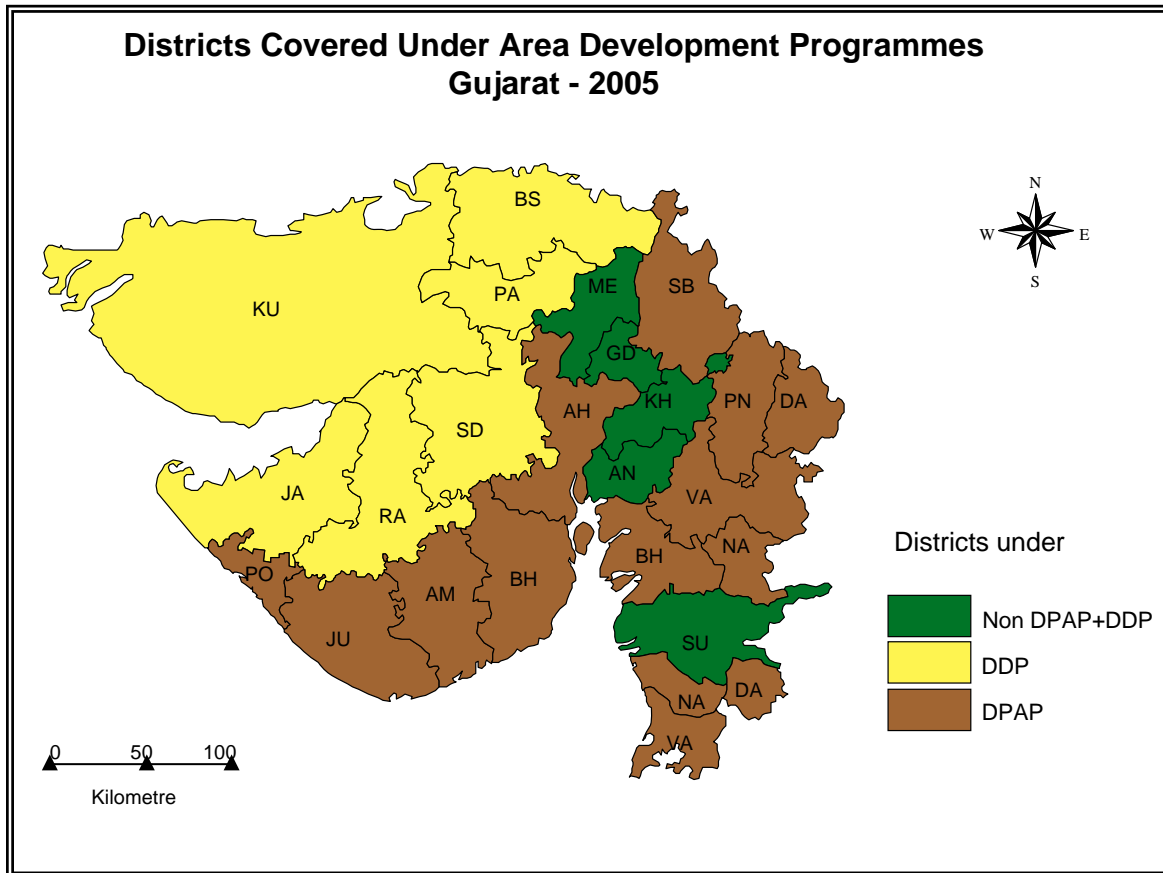 Districts Covered Under Area Development Programmes
Gujarat - 2005
N
W E
S
BS
KU
PA
ME
SB
GD
AH
KH
PN
DA
SD
AN
JA
RA
VA
PO
AM
BH
BH
NA
JU
SU
NA
DA
VA
Districts under
Non DPAP+DDP
DDP
DPAP
0 50 100
Kilometre